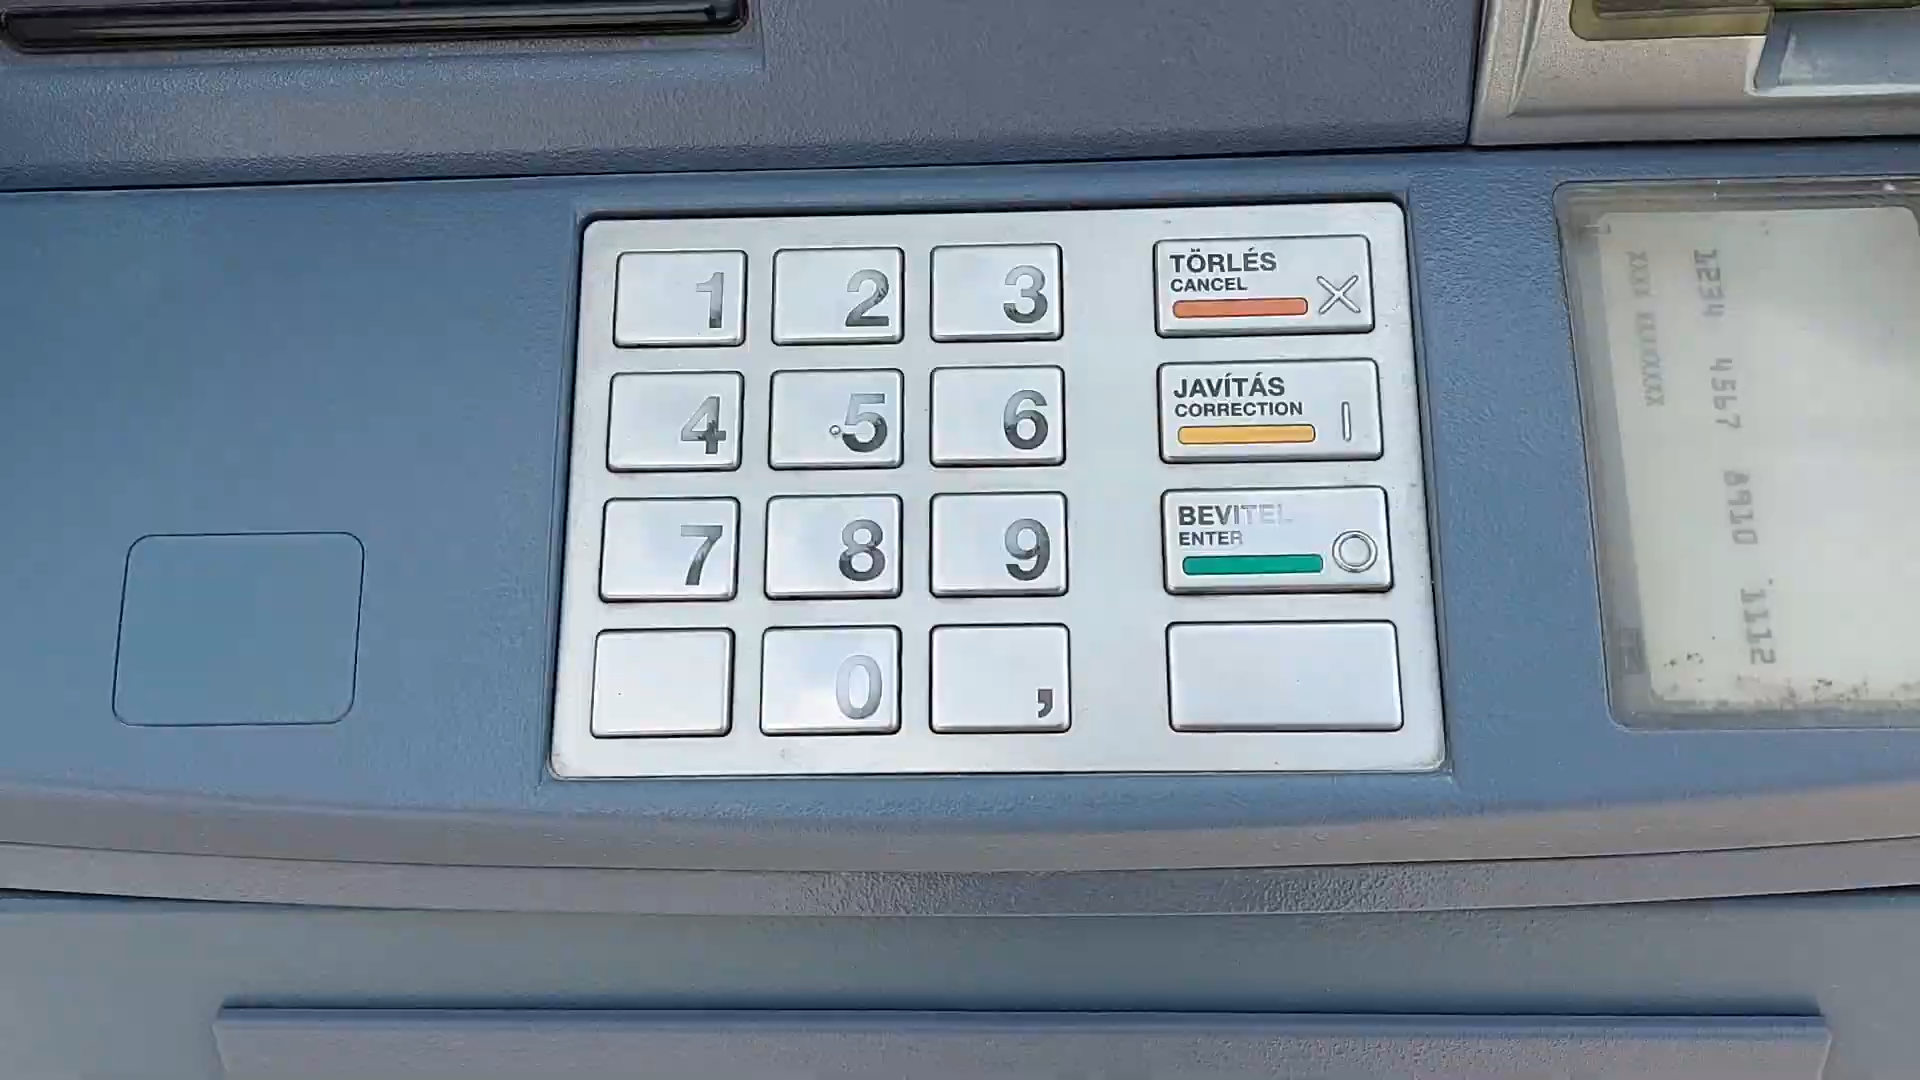 1 2 3
TÖRLÉS
CANCEL
4 5 6
JAVÍTÁS
CORRECTION
7 8 9
BEVITEL
ENTER
0 ,
1234 4567 0198 1112